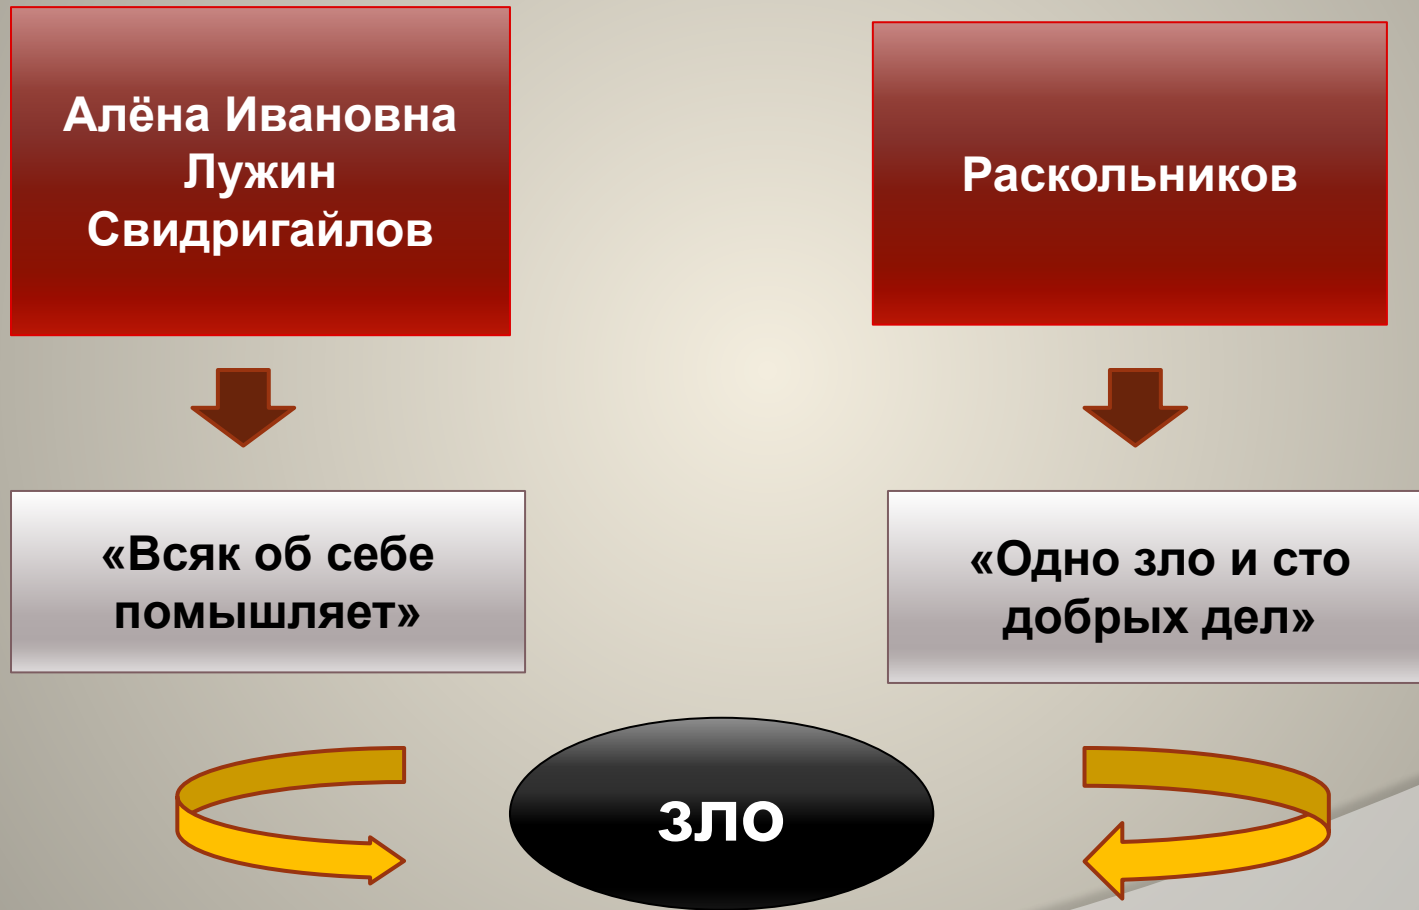 Алёна Ивановна
Лужин
Свидригайлов
Раскольников
«Всяк об себе
помышляет»
«Одно зло и сто
добрых дел»
зло